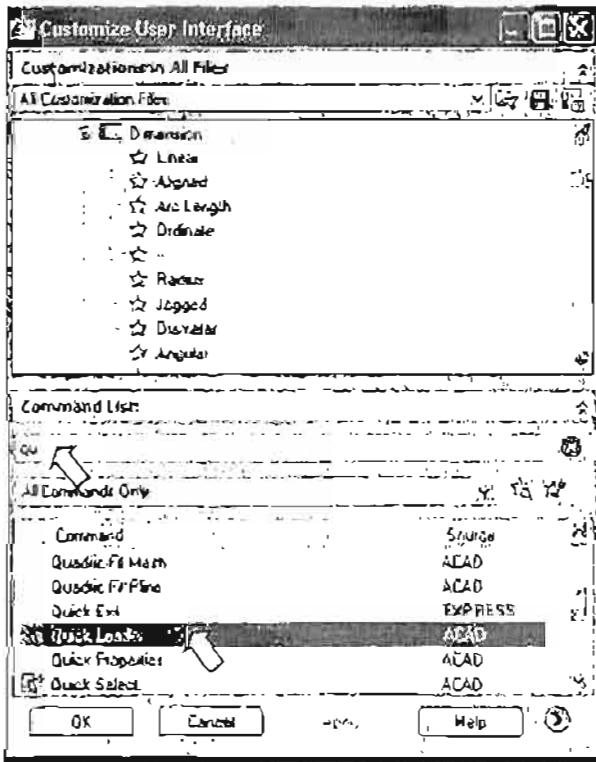 Customize User Interface
Customizations in All Files
All Customization Files
Dimension
Linear
Aligned
Arc Length
Ordinate
--
Radius
Jogged
Diameter
Angular
Command List:
qu
All Commands Only
Command Source
Quadric Fit Mesh ACAD
Quadric Fit Pline ACAD
Quick Exit EXPRESS
Quick Leader ACAD
Quick Properties ACAD
Quick Select ACAD
OK Cancel Apply Help